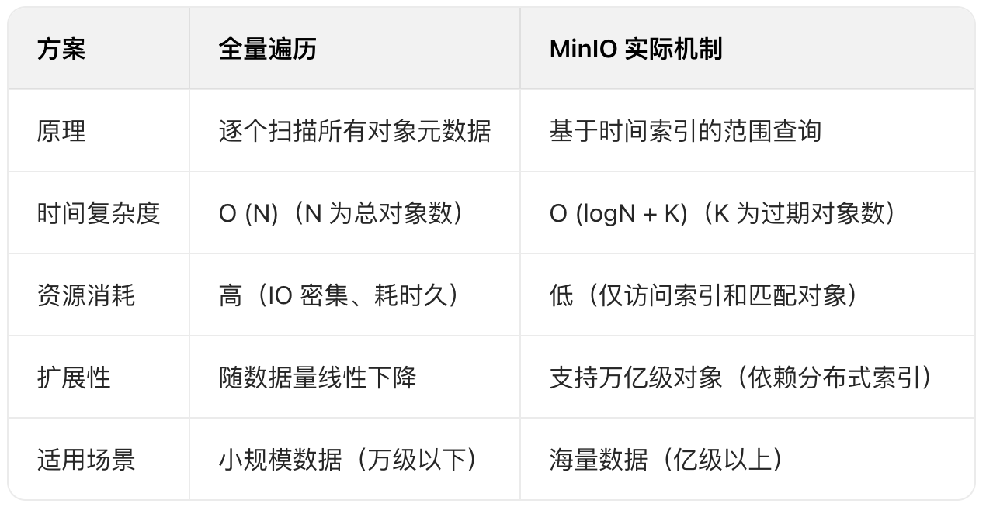 方案 全量遍历 MinIO 实际机制
原理 逐个扫描所有对象元数据 基于时间索引的范围查询
时间复杂度 O (N)（N 为总对象数） O (logN + K)（K 为过期对象数）
资源消耗 高（IO 密集、耗时久） 低（仅访问索引和匹配对象）
扩展性 随数据量线性下降 支持万亿级对象（依赖分布式索引）
适用场景 小规模数据（万级以下） 海量数据（亿级以上）